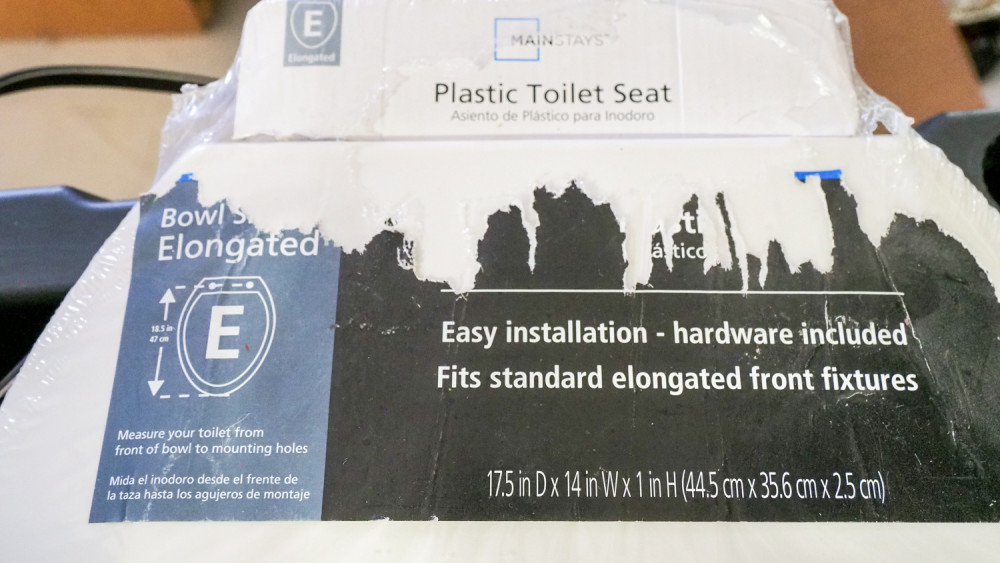 E
Elongated
MAINSTAYS™
Plastic Toilet Seat
Asiento de Plástico para Inodoro
Bowl S
Elongated
18.5 in
47 cm
E
Measure your toilet from
front of bowl to mounting holes
Mida el inodoro desde el frente de
la taza hasta los agujeros de montaje
Easy installation - hardware included
Fits standard elongated front fixtures
17.5 in D x 14 in W x 1 in H (44.5 cm x 35.6 cm x 2.5 cm)